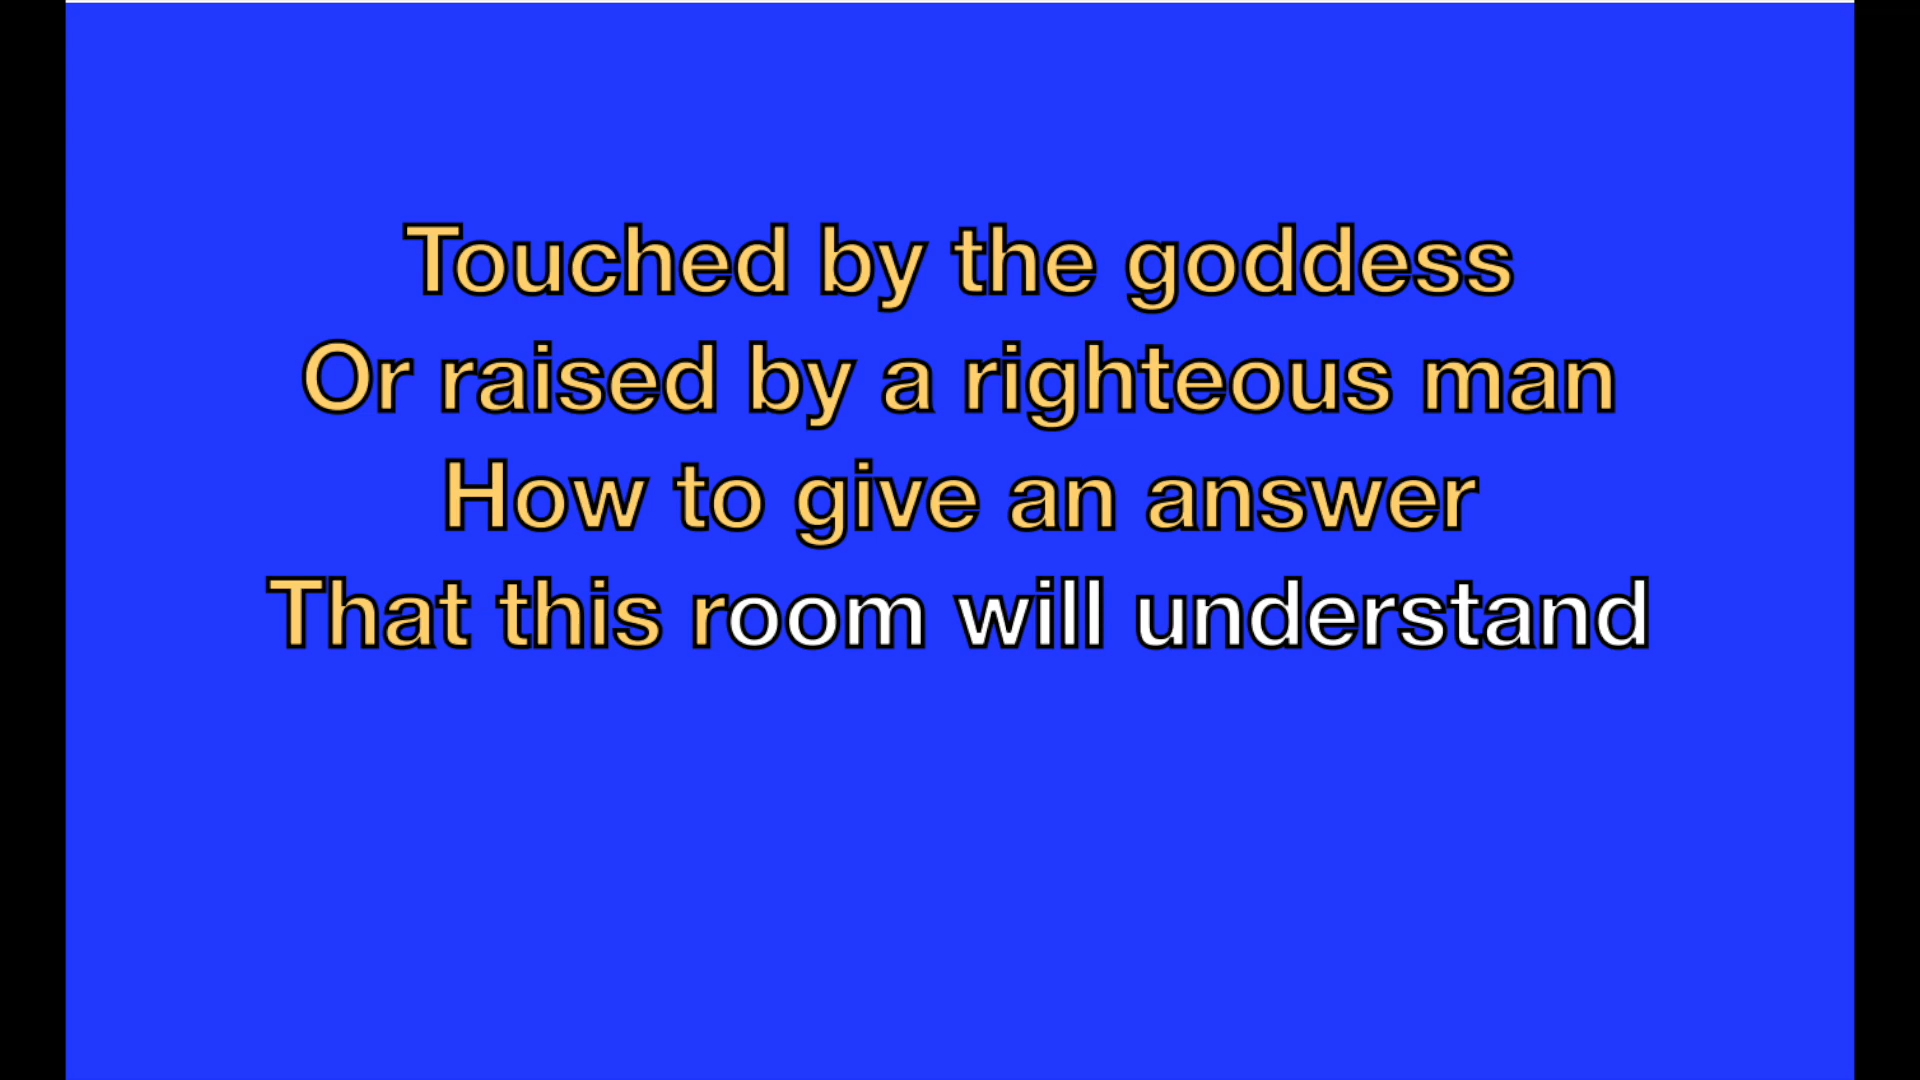 Touched by the goddess
Or raised by a righteous man
How to give an answer
That this room will understand